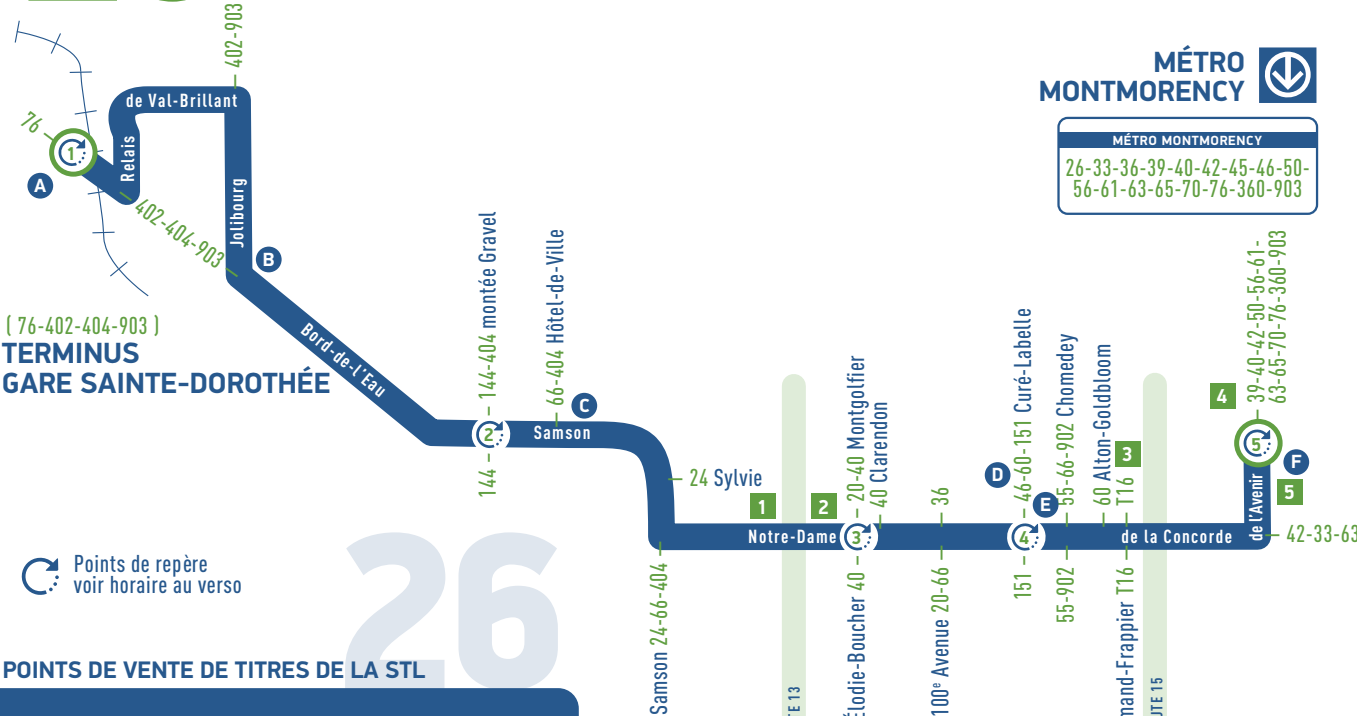 402-903
de Val-Brillant
76
1
A
Relais
402-404-903
Jolibourg
B
( 76-402-404-903 )
TERMINUS
GARE SAINTE-DOROTHÉE
Bord-de-l'Eau
144-404 montée Gravel
2
144
66-404 Hôtel-de-Ville
C
Samson
24 Sylvie
Samson 24-66-404
1
2
Notre-Dame
3
20-40 Montgolfier
40 Clarendon
Élodie-Boucher 40
36
100e Avenue 20-66
D
46-60-151 Curé-Labelle
4
151
E
55-66-902 Chomedey
55-902
60 Alton-Goldbloom
3
T16
T16
de la Concorde
de l'Avenir
42-33-63
5
F
5
4
39-40-42-50-56-61-
63-65-70-76-360-903
MÉTRO
MONTMORENCY
MÉTRO MONTMORENCY
26-33-36-39-40-42-45-46-50-
56-61-63-65-70-76-360-903
Points de repère
voir horaire au verso
26
POINTS DE VENTE DE TITRES DE LA STL